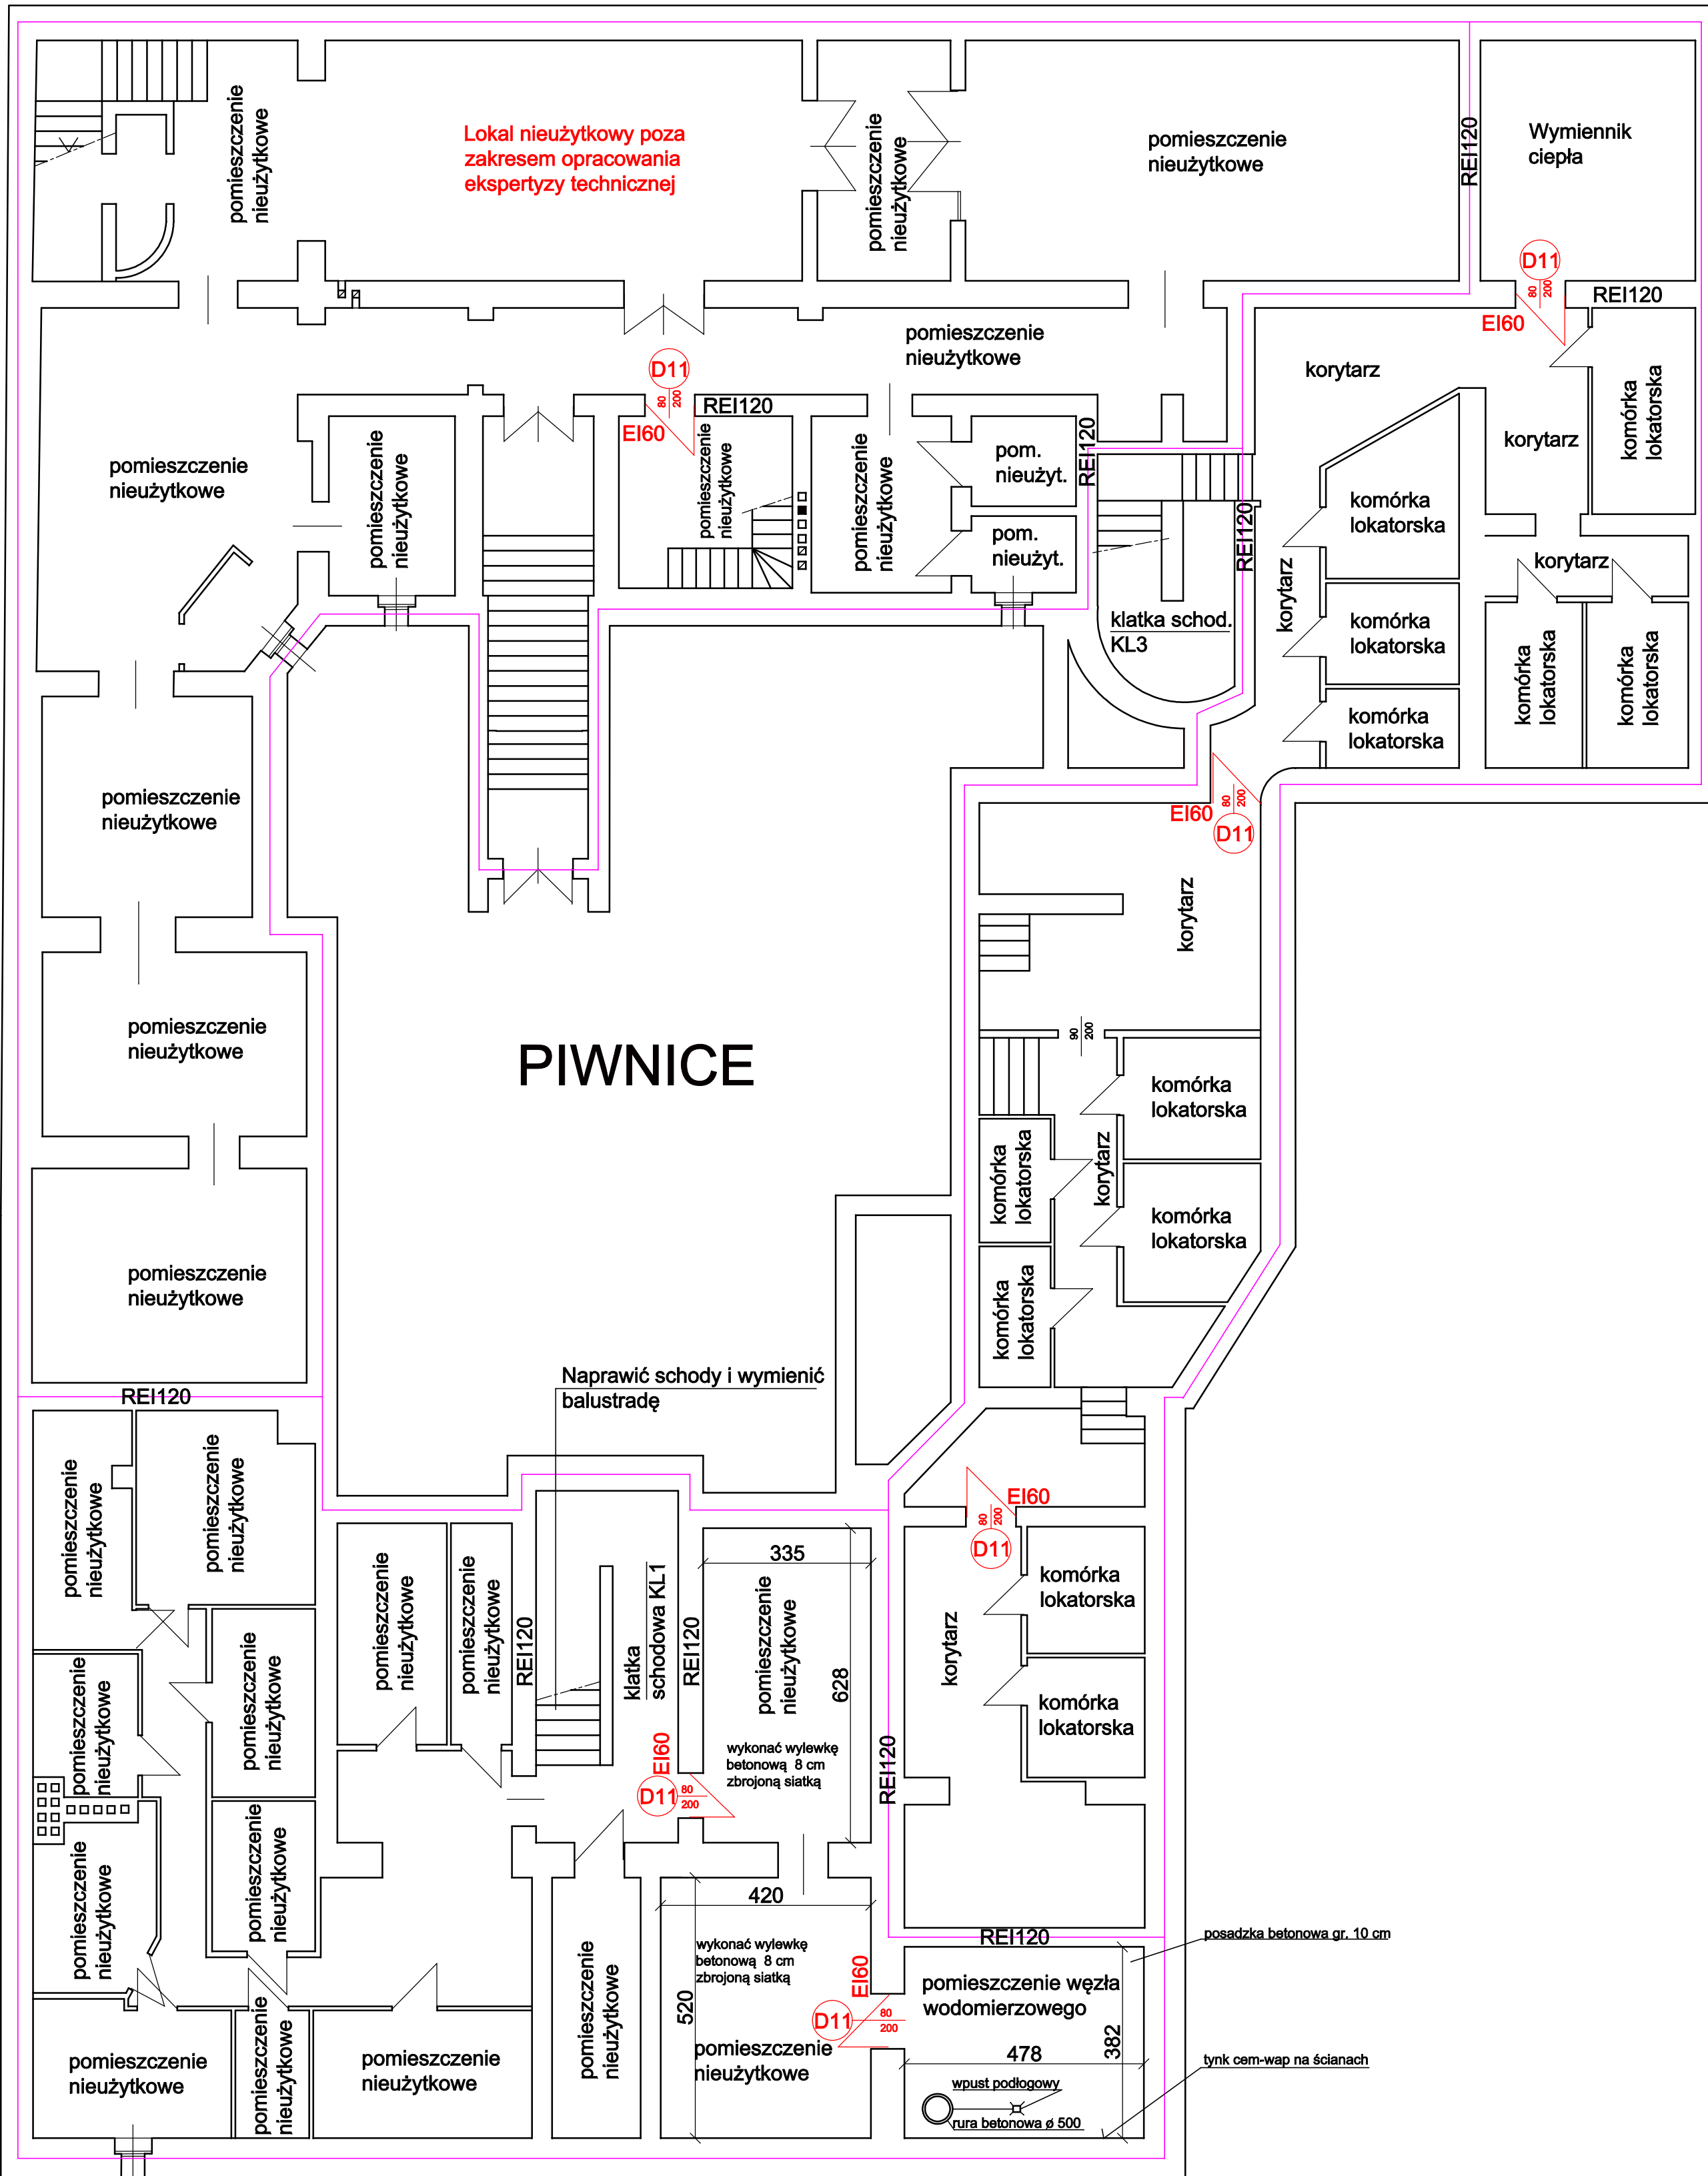 pomieszczenie
nieużytkowe
Lokal nieużytkowy poza
zakresem opracowania
ekspertyzy technicznej
pomieszczenie
nieużytkowe
pomieszczenie
nieużytkowe
REI120
Wymiennik
ciepła
D11
80
200
EI60
REI120
pomieszczenie
nieużytkowe
korytarz
D11
80
200
EI60
REI120
pomieszczenie
nieużytkowe
pomieszczenie
nieużytkowe
pomieszczenie
nieużytkowe
pomieszczenie
nieużytkowe
pom.
nieużyt.
REI120
pom.
nieużyt.
REI120
klatka schod.
KL3
korytarz
komórka
lokatorska
korytarz
komórka
lokatorska
korytarz
komórka
lokatorska
komórka
lokatorska
komórka
lokatorska
komórka
lokatorska
pomieszczenie
nieużytkowe
EI60
80
200
D11
korytarz
pomieszczenie
nieużytkowe
PIWNICE
90
200
komórka
lokatorska
korytarz
komórka
lokatorska
komórka
lokatorska
komórka
lokatorska
pomieszczenie
nieużytkowe
Naprawić schody i wymienić
balustradę
REI120
pomieszczenie
nieużytkowe
pomieszczenie
nieużytkowe
pomieszczenie
nieużytkowe
pomieszczenie
nieużytkowe
REI120
klatka
schodowa KL1
REI120
335
pomieszczenie
nieużytkowe
628
EI60
80
200
D11
komórka
lokatorska
korytarz
komórka
lokatorska
REI120
pomieszczenie
nieużytkowe
pomieszczenie
nieużytkowe
wykonać wylewkę
betonową 8 cm
zbrojoną siatką
EI60
D11
80
200
pomieszczenie
nieużytkowe
pomieszczenie
nieużytkowe
420
wykonać wylewkę
betonową 8 cm
zbrojoną siatką
520
pomieszczenie
nieużytkowe
EI60
D11
80
200
REI120
posadzka betonowa gr. 10 cm
pomieszczenie węzła
wodomierzowego
478
382
tynk cem-wap na ścianach
wpust podłogowy
rura betonowa ø 500
pomieszczenie
nieużytkowe
pomieszczenie
nieużytkowe
pomieszczenie
nieużytkowe
pomieszczenie
nieużytkowe